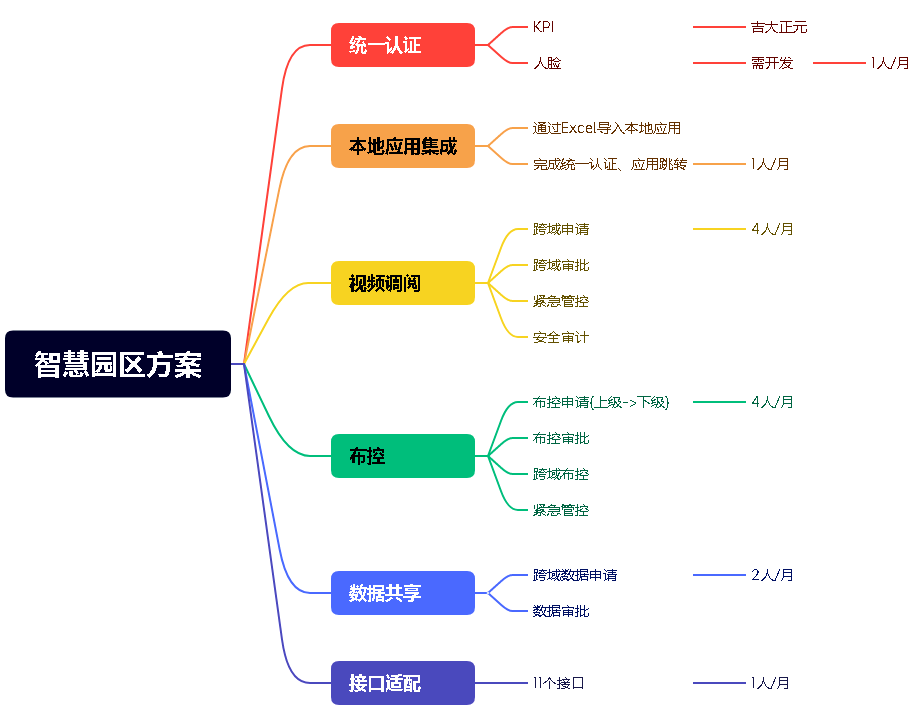 智慧园区方案
统一认证
KPI
吉大正元
人脸
需开发
1人/月
本地应用集成
通过Excel导入本地应用
完成统一认证、应用跳转
1人/月
视频调阅
跨域申请
4人/月
跨域审批
紧急管控
安全审计
布控
布控申请(上级->下级)
4人/月
布控审批
跨域布控
紧急管控
数据共享
跨域数据申请
2人/月
数据审批
接口适配
11个接口
1人/月